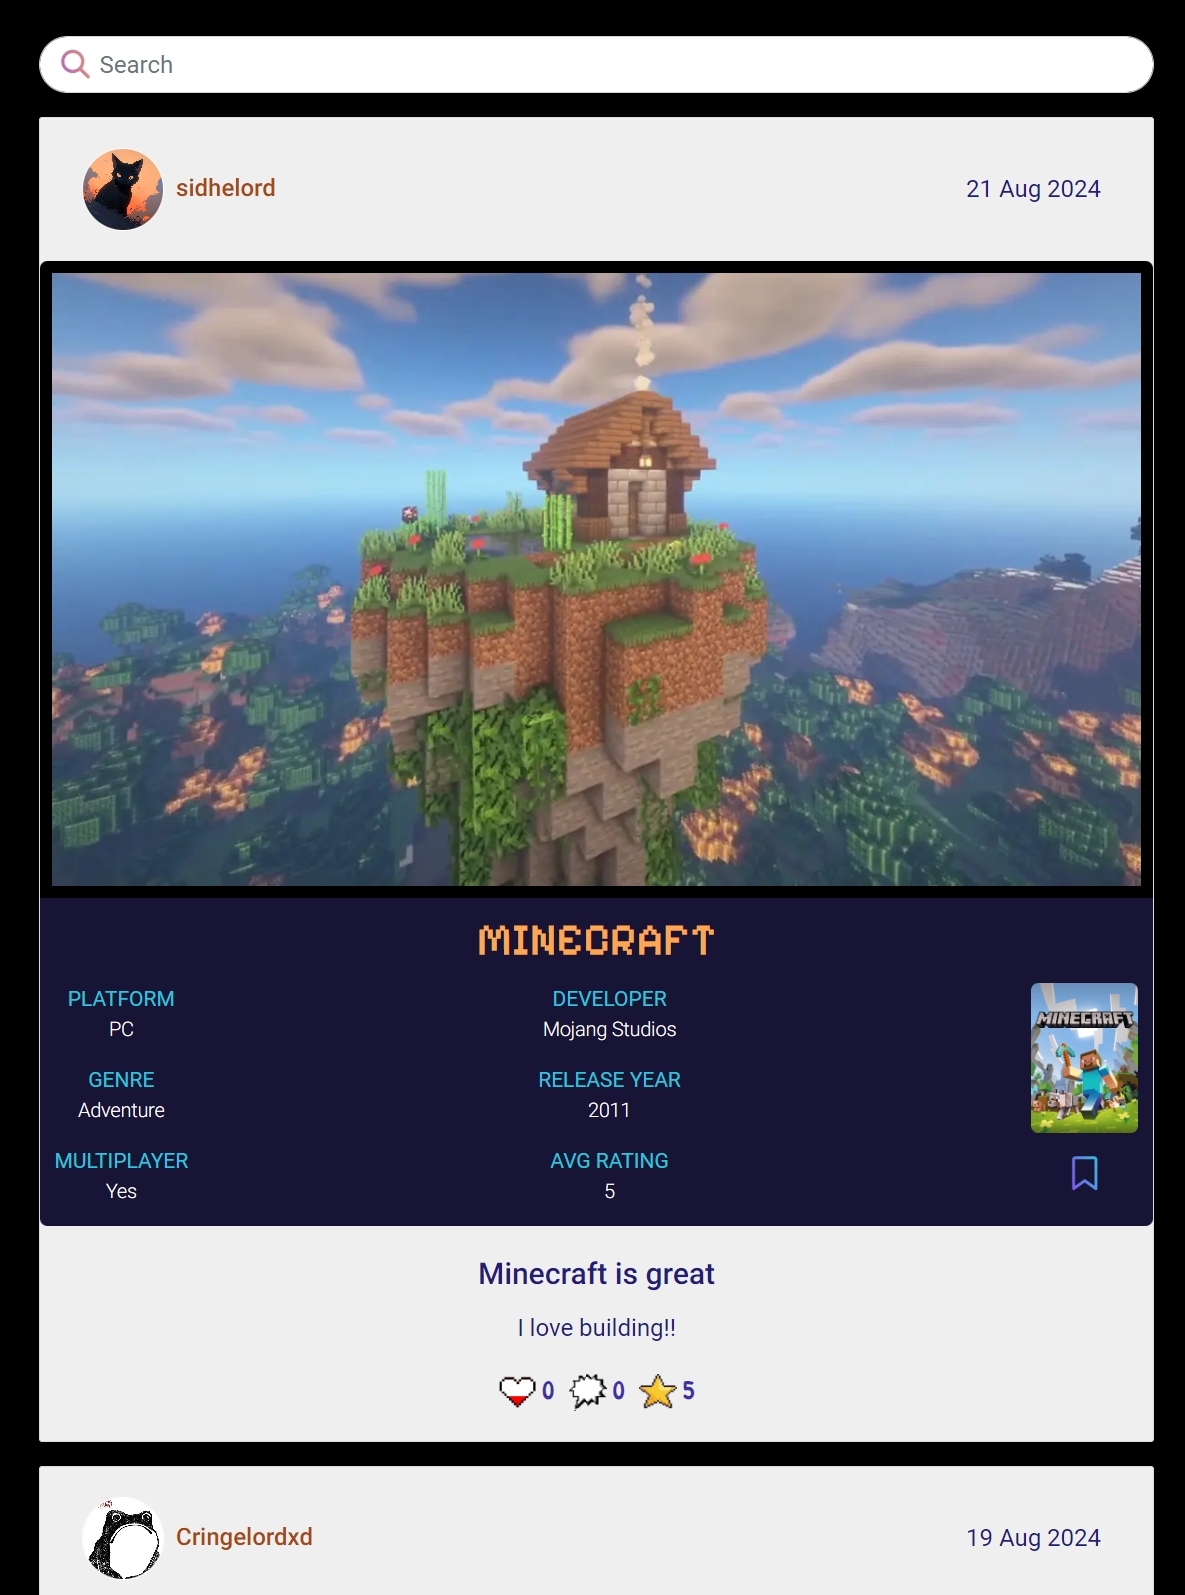 Search
sidhelord
21 Aug 2024
MINECRAFT
PLATFORM
PC
DEVELOPER
Mojang Studios
MINECRAFT
GENRE
Adventure
RELEASE YEAR
2011
MULTIPLAYER
Yes
AVG RATING
5
Minecraft is great
I love building!!
0 0 5
Cringelordxd
19 Aug 2024